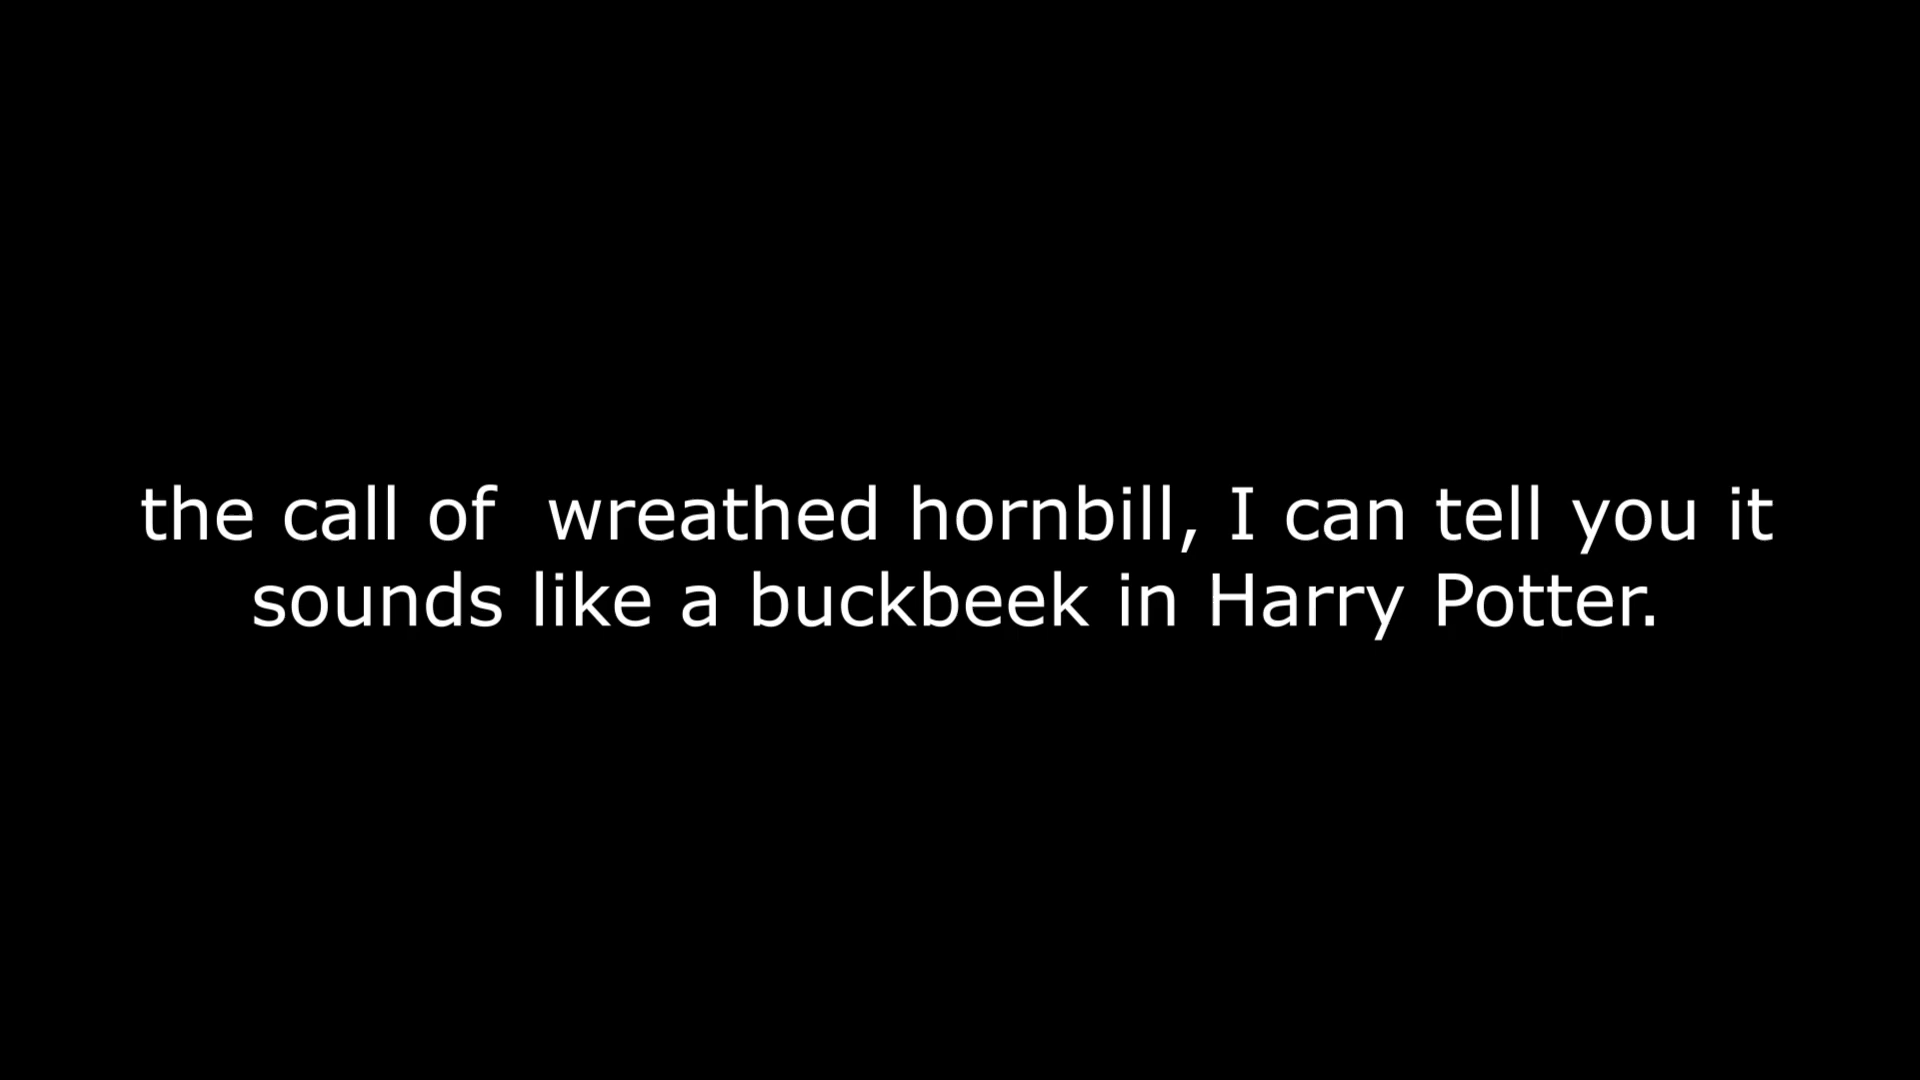 the call of  wreathed hornbill, I can tell you it
sounds like a buckbeek in Harry Potter.